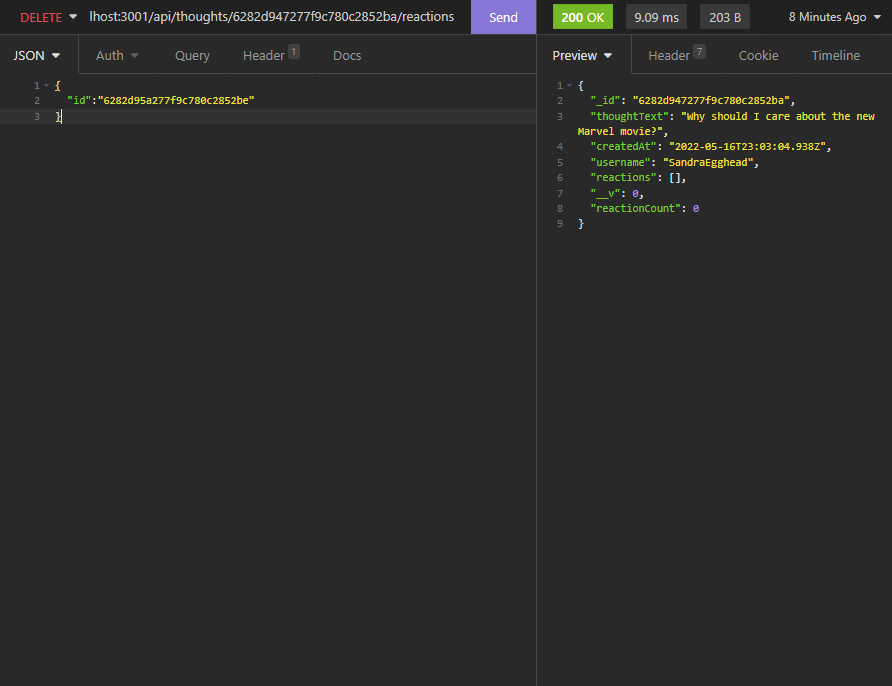 DELETE lhost:3001/api/thoughts/6282d947277f9c780c2852ba/reactions Send 200 OK 9.09 ms 203 B 8 Minutes Ago
JSON Auth Query Header 1 Docs Preview Header 7 Cookie Timeline
1 {
2 "id":"6282d95a277f9c780c2852be"
3 }
1 {
2 "_id": "6282d947277f9c780c2852ba",
3 "thoughtText": "Why should I care about the new
Marvel movie?",
4 "createdAt": "2022-05-16T23:03:04.938Z",
5 "username": "SandraEgghead",
6 "reactions": [],
7 "__v": 0,
8 "reactionCount": 0
9 }